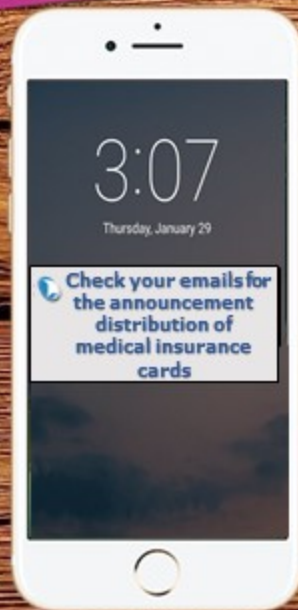 3:07
Thursday, January 29
Check your emails for
the announcement
distribution of
medical insurance
cards